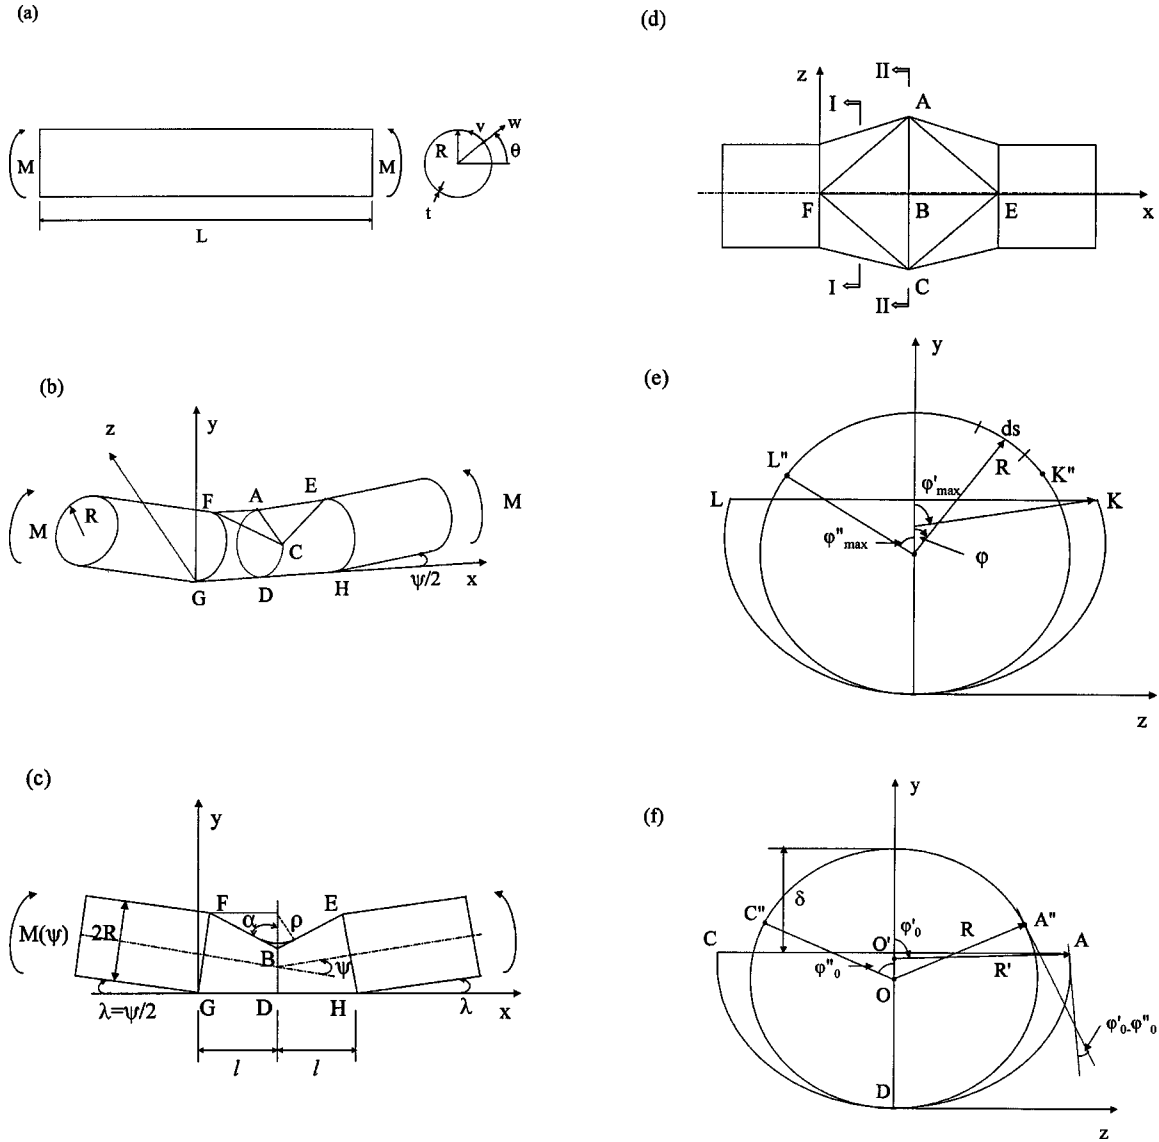 (a)
M
M
L
R
v
w
θ
t
(b)
z
y
F
A
E
M
R
M
C
G
D
H
ψ/2
x
(c)
y
F
E
α
ρ
M(ψ)
2R
B
ψ
λ=ψ/2
G
D
H
λ
x
l
l
(d)
z
II
I
A
F
B
E
x
I
C
II
(e)
y
L"
ds
R
K"
L
φ'max
K
φ"max
φ
z
(f)
y
δ
C"
R
A"
C
O'
φ'0
A
φ"0
R'
O
φ'0-φ"0
D
z